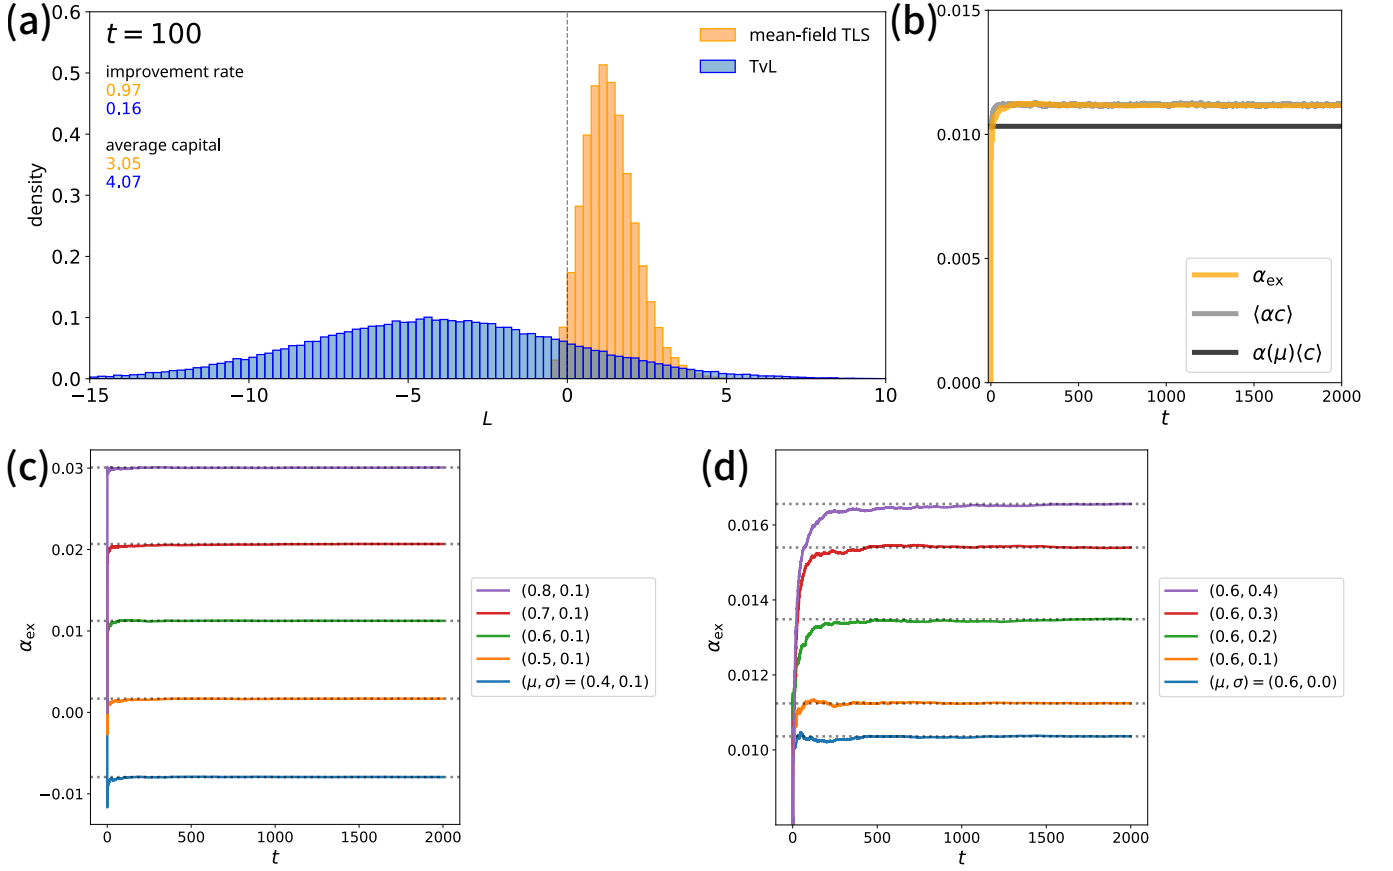 (a)
t = 100
improvement rate
0.97
0.16
average capital
3.05
4.07
mean-field TLS
TvL
0.6
0.5
0.4
0.3
0.2
0.1
0.0
density
−15
−10
−5
0
5
10
L
(b)
0.015
0.010
0.005
0.000
α_ex
⟨αc⟩
α(μ)⟨c⟩
0
500
1000
1500
2000
t
(c)
0.03
0.02
0.01
0.00
−0.01
α_ex
(0.8, 0.1)
(0.7, 0.1)
(0.6, 0.1)
(0.5, 0.1)
(μ, σ) = (0.4, 0.1)
0
500
1000
1500
2000
t
(d)
0.016
0.014
0.012
0.010
α_ex
(0.6, 0.4)
(0.6, 0.3)
(0.6, 0.2)
(0.6, 0.1)
(μ, σ) = (0.6, 0.0)
0
500
1000
1500
2000
t